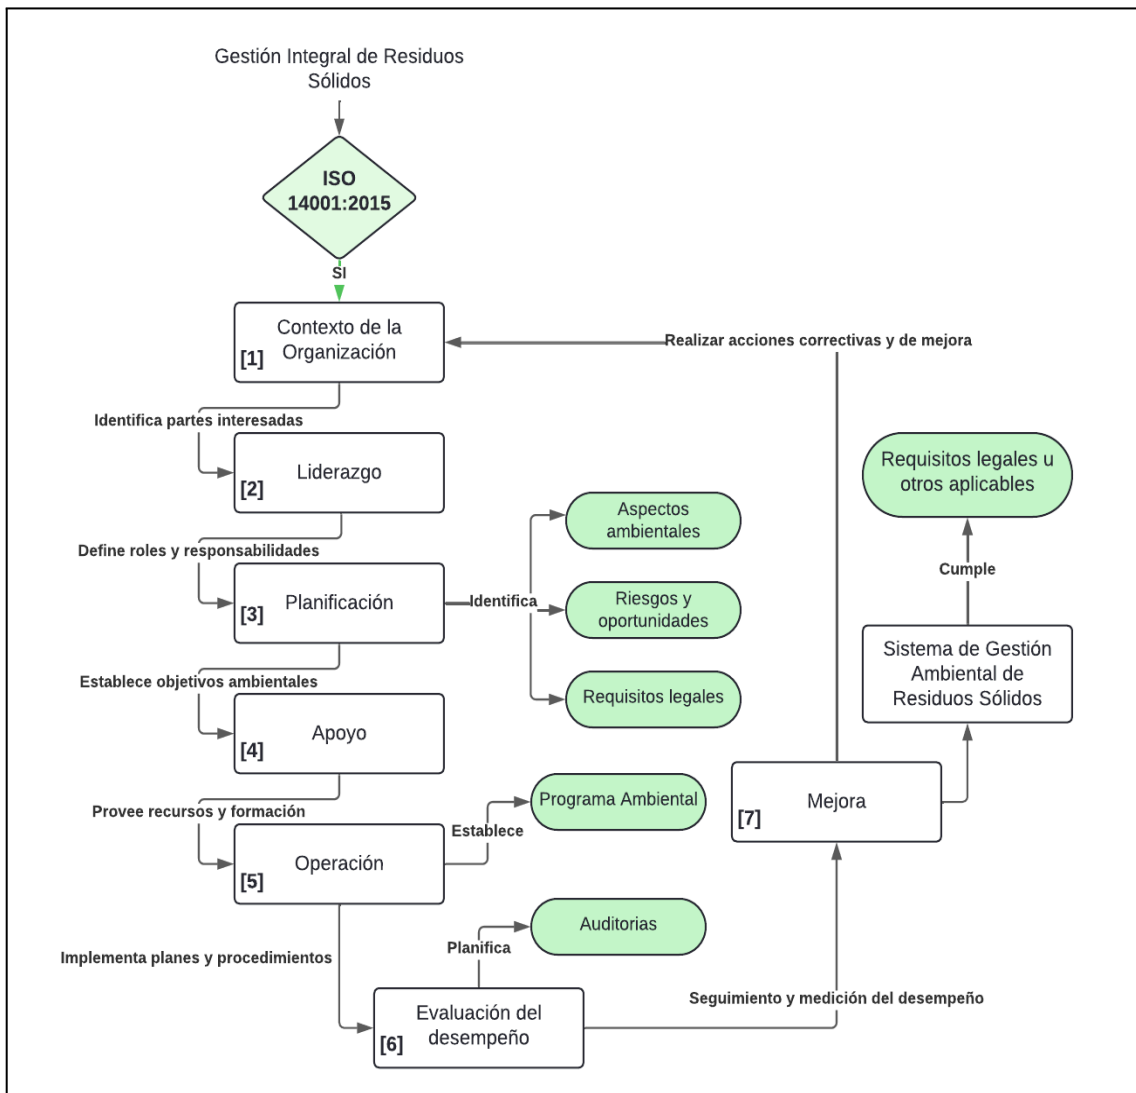 Gestión Integral de Residuos
Sólidos
ISO
14001:2015
SI
Contexto de la
Organización
[1]
Realizar acciones correctivas y de mejora
Identifica partes interesadas
Liderazgo
[2]
Requisitos legales u
otros aplicables
Define roles y responsabilidades
Planificación
[3]
Identifica
Aspectos
ambientales
Riesgos y
oportunidades
Requisitos legales
Cumple
Sistema de Gestión
Ambiental de
Residuos Sólidos
Establece objetivos ambientales
Apoyo
[4]
Provee recursos y formación
Operación
[5]
Establece
Programa Ambiental
Mejora
[7]
Auditorias
Planifica
Implementa planes y procedimientos
Evaluación del
desempeño
[6]
Seguimiento y medición del desempeño